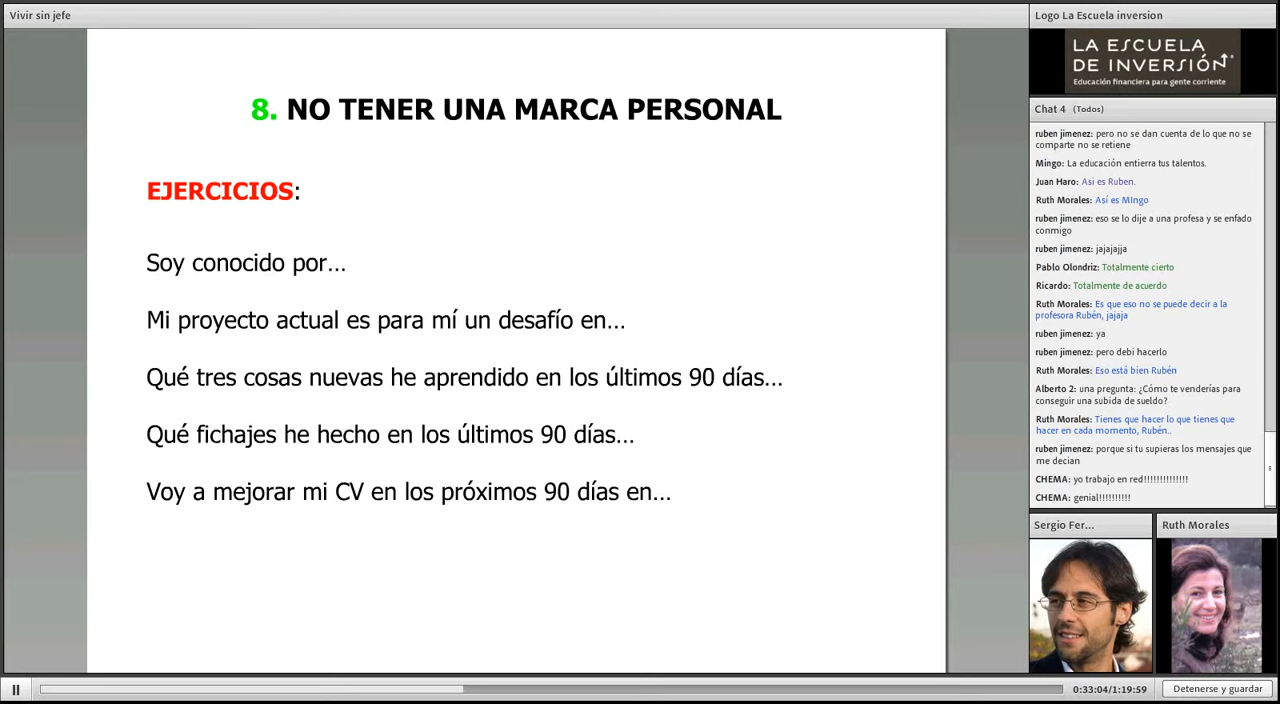 Vivir sin jefe
8. NO TENER UNA MARCA PERSONAL
EJERCICIOS:
Soy conocido por...
Mi proyecto actual es para mí un desafío en...
Qué tres cosas nuevas he aprendido en los últimos 90 días...
Qué fichajes he hecho en los últimos 90 días...
Voy a mejorar mi CV en los próximos 90 días en...
Logo La Escuela inversion
LA ESCUELA
DE INVERSIÓN
Educación financiera para gente corriente
Chat 4 (Todos)
ruben jimenez: pero no se dan cuenta de lo que no se
comparte no se retiene
Mingo: La educación entierra tus talentos.
Juan Haro: Asi es Ruben.
Ruth Morales: Así es MIngo
ruben jimenez: eso se lo dije a una profesa y se enfado
conmigo
ruben jimenez: jajajajja
Pablo Olondriz: Totalmente cierto
Ricardo: Totalmente de acuerdo
Ruth Morales: Es que eso no se puede decir a la
profesora Rubén, jajaja
ruben jimenez: ya
ruben jimenez: pero debi hacerlo
Ruth Morales: Eso está bien Rubén
Alberto 2: una pregunta: ¿Cómo te venderías para
conseguir una subida de sueldo?
Ruth Morales: Tienes que hacer lo que tienes que
hacer en cada momento, Rubén..
ruben jimenez: porque si tu supieras los mensajes que
me decian
CHEMA: yo trabajo en red!!!!!!!!!!!!!!
CHEMA: genial!!!!!!!!!!
Sergio Fer...
Ruth Morales
0:33:04/1:19:59
Detenerse y guardar